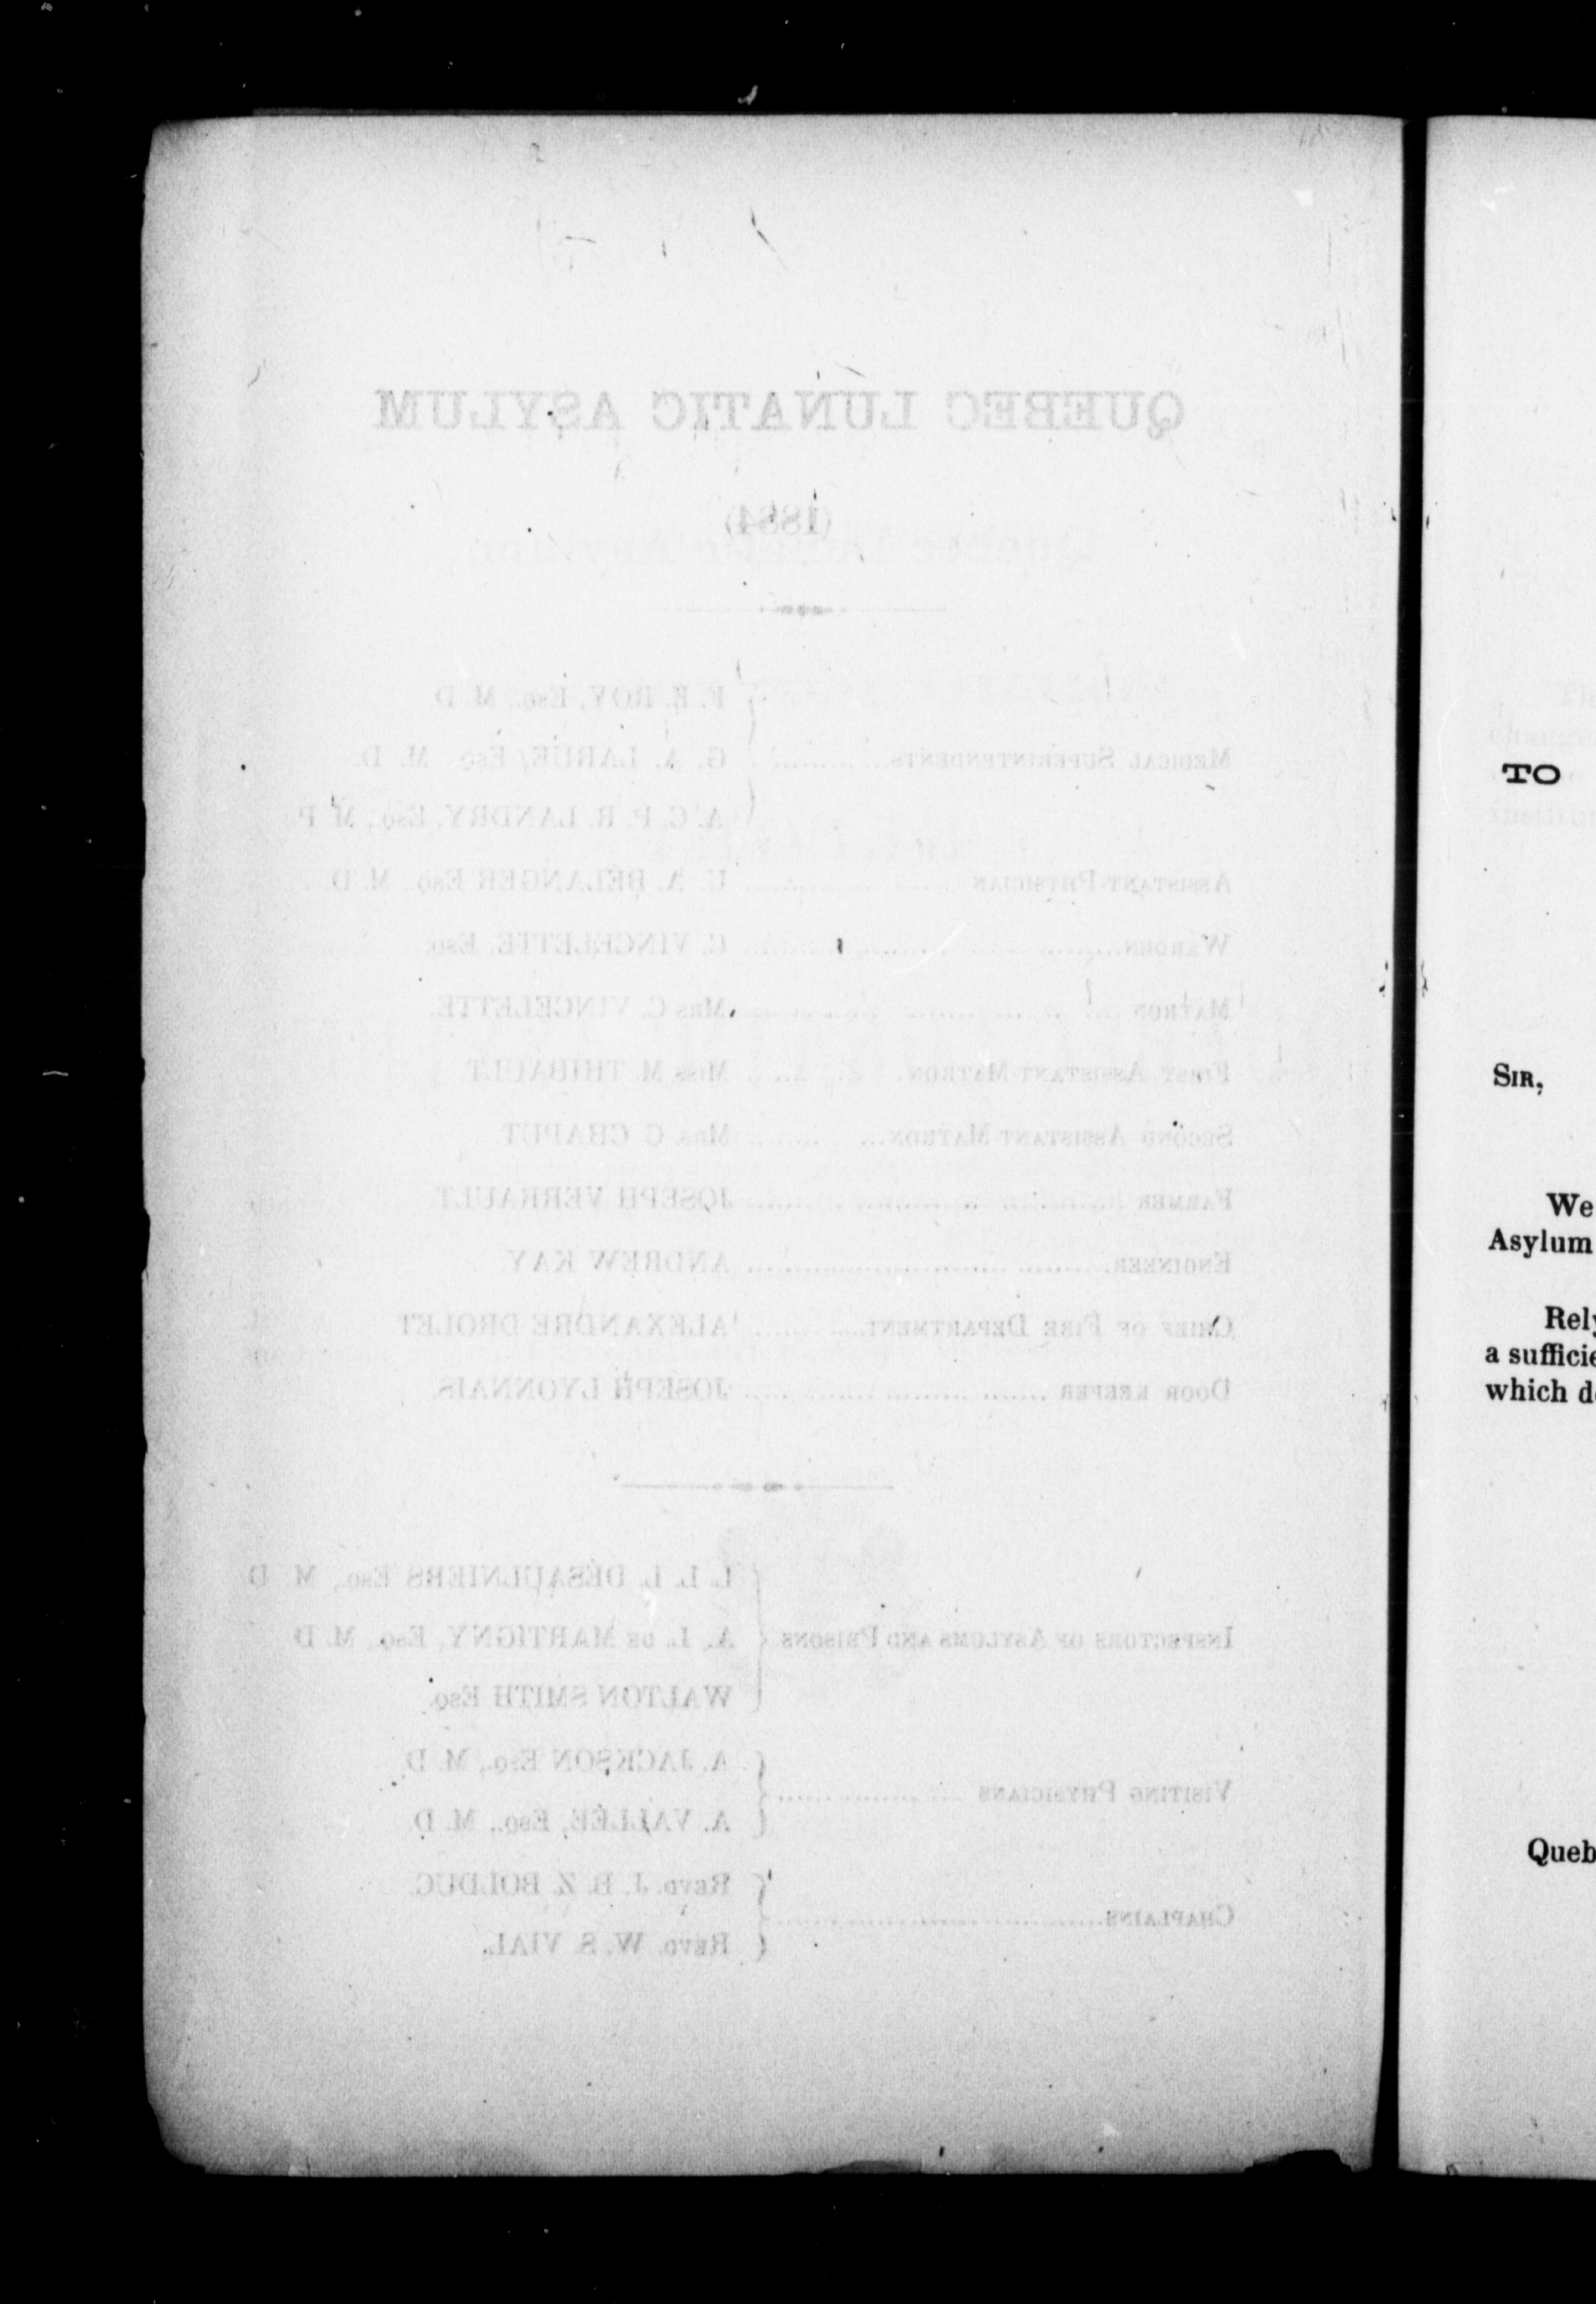 QUEBEC LUNATIC ASYLUM
(1884)
MEDICAL SUPERINTENDENTS..........
F. E. ROY, ESQ., M. D
G. A. LARUE, ESQ., M. D.
A. C. P. R. LANDRY, ESQ., M P
ASSISTANT-PHYSICIAN .......... U. A. BÉLANGER ESQ., M. D.
WARDEN.......... C. VINCELETTE, ESQ.
MATRON .......... MRS C. VINCELETTE.
FIRST ASSISTANT-MATRON. .......... MISS M. THIBAULT
SECOND ASSISTANT-MATRON.......... MRS. C CHAPUT
FARMER .......... JOSEPH VERRAULT
ENGINEER.......... ANDREW KAY
CHIEF OF FIRE DEPARTMENT.......... ALEXANDRE DROLET
DOOR KEEPER .......... JOSEPH LYONNAIS
INSPECTORS OF ASYLUMS AND PRISONS
L. L. L. DÉSAULNIERS ESQ., M. D
A. L. DE MARTIGNY, ESQ., M. D
WALTON SMITH ESQ.
VISITING PHYSICIANS ..........
A. JACKSON ESQ., M. D.
A. VALLÉE, ESQ., M. D.
CHAPLAINS..........
REVD. J. B. Z. BOLDUC
REVD. W. S. VIAL.
TO
SIR,
We
Asylum
Rely
a sufficie
which d
Queb